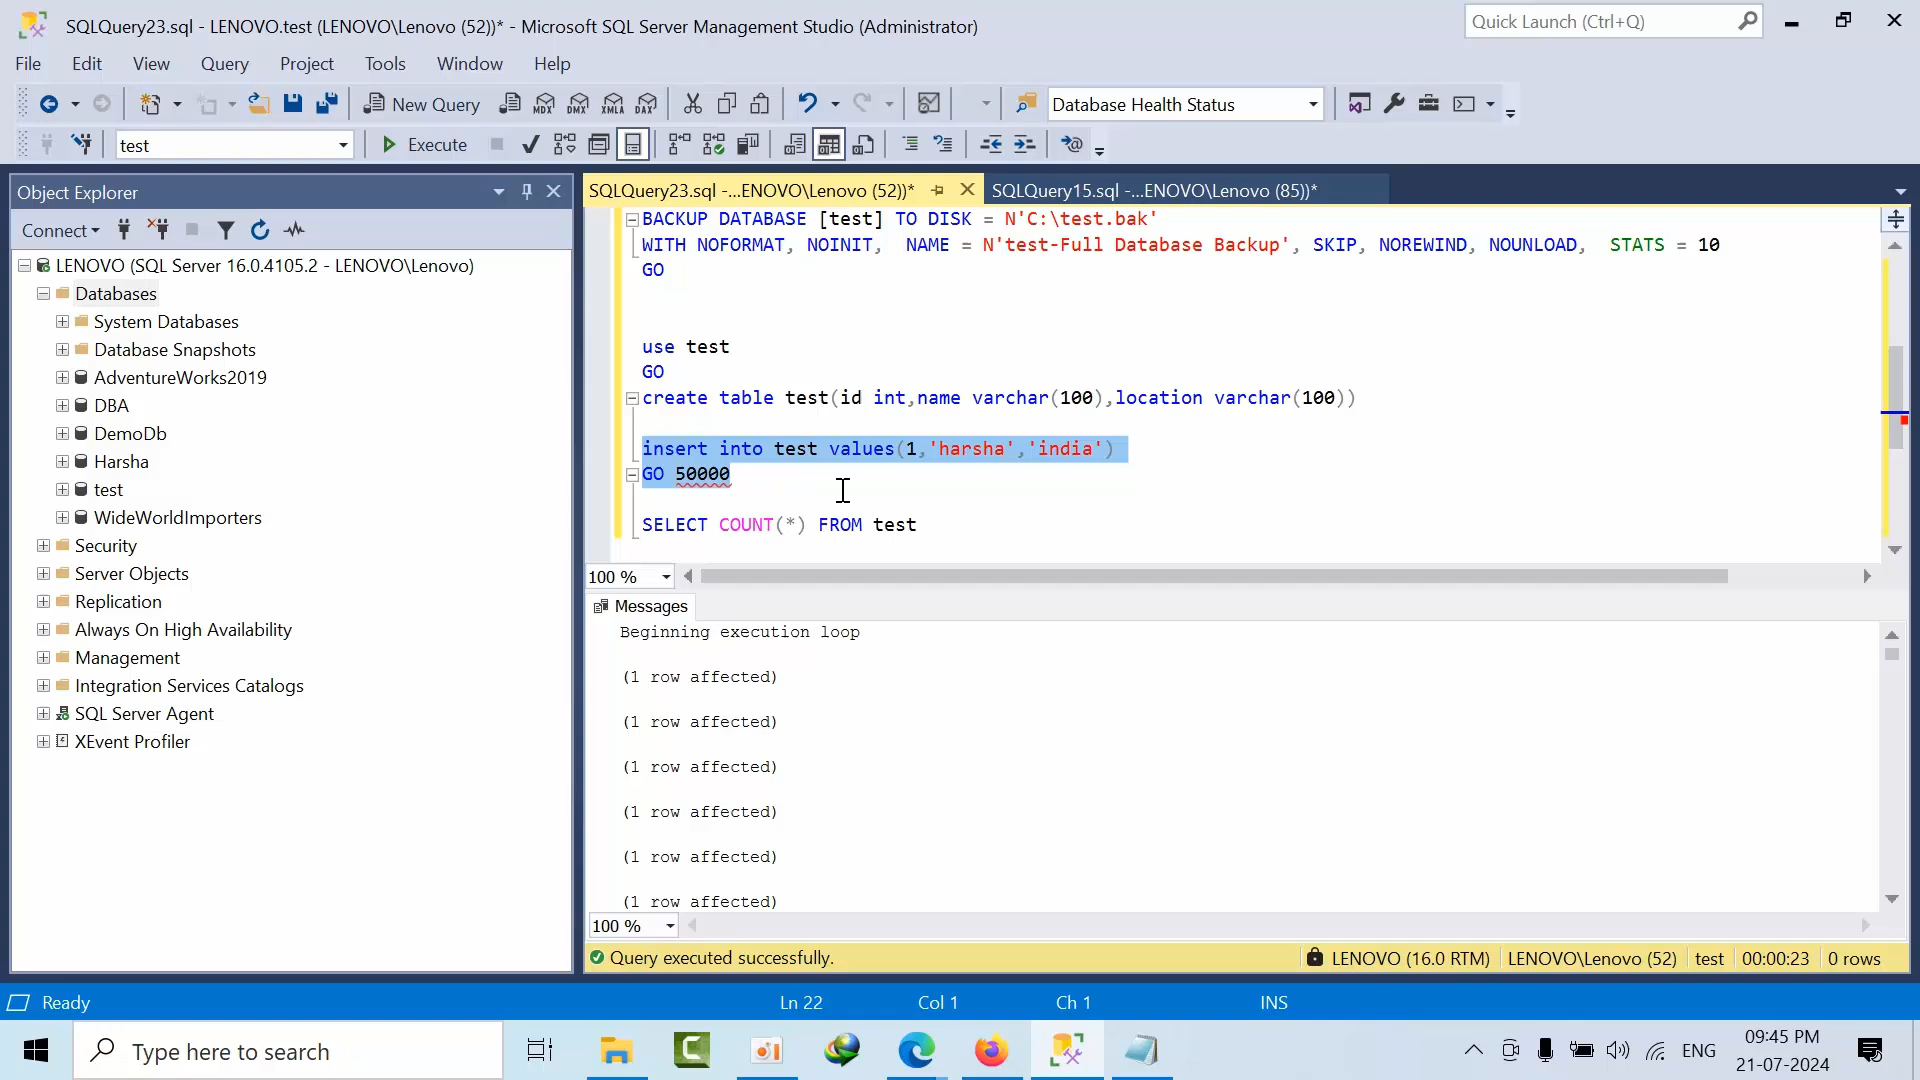 SQLQuery23.sql - LENOVO.test (LENOVO\Lenovo (52))* - Microsoft SQL Server Management Studio (Administrator)
Quick Launch (Ctrl+Q)
File Edit View Query Project Tools Window Help
New Query MDX DMX XMLA DAX Database Health Status
test Execute
Object Explorer
Connect
LENOVO (SQL Server 16.0.4105.2 - LENOVO\Lenovo)
Databases
System Databases
Database Snapshots
AdventureWorks2019
DBA
DemoDb
Harsha
test
WideWorldImporters
Security
Server Objects
Replication
Always On High Availability
Management
Integration Services Catalogs
SQL Server Agent
XEvent Profiler
SQLQuery23.sql -...ENOVO\Lenovo (52))* SQLQuery15.sql -...ENOVO\Lenovo (85))*
BACKUP DATABASE [test] TO DISK = N'C:\test.bak'
WITH NOFORMAT, NOINIT, NAME = N'test-Full Database Backup', SKIP, NOREWIND, NOUNLOAD, STATS = 10
GO
use test
GO
create table test(id int,name varchar(100),location varchar(100))
insert into test values(1,'harsha','india')
GO 50000
SELECT COUNT(*) FROM test
100 %
Messages
Beginning execution loop
(1 row affected)
(1 row affected)
(1 row affected)
(1 row affected)
(1 row affected)
(1 row affected)
100 %
Query executed successfully. LENOVO (16.0 RTM) LENOVO\Lenovo (52) test 00:00:23 0 rows
Ready Ln 22 Col 1 Ch 1 INS
Type here to search
ENG
09:45 PM
21-07-2024